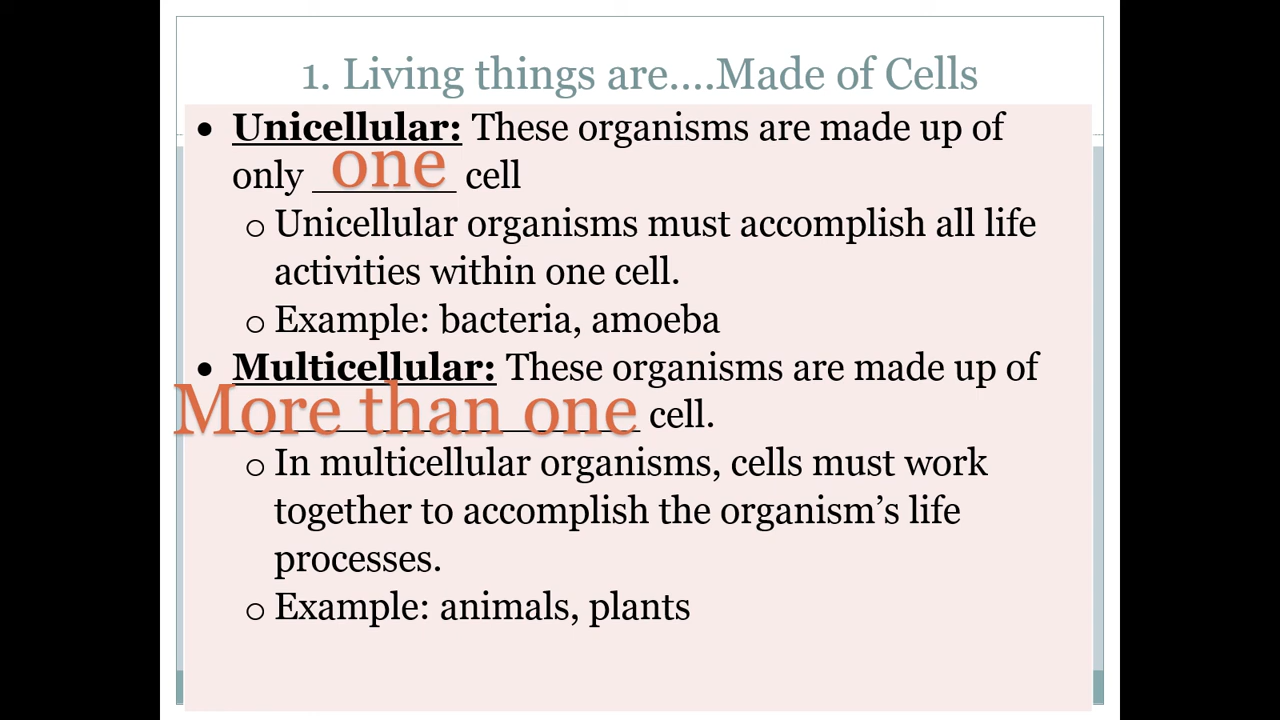 1. Living things are....Made of Cells
• Unicellular: These organisms are made up of
only one cell
o Unicellular organisms must accomplish all life
activities within one cell.
o Example: bacteria, amoeba
• Multicellular: These organisms are made up of
More than one cell.
o In multicellular organisms, cells must work
together to accomplish the organism’s life
processes.
o Example: animals, plants